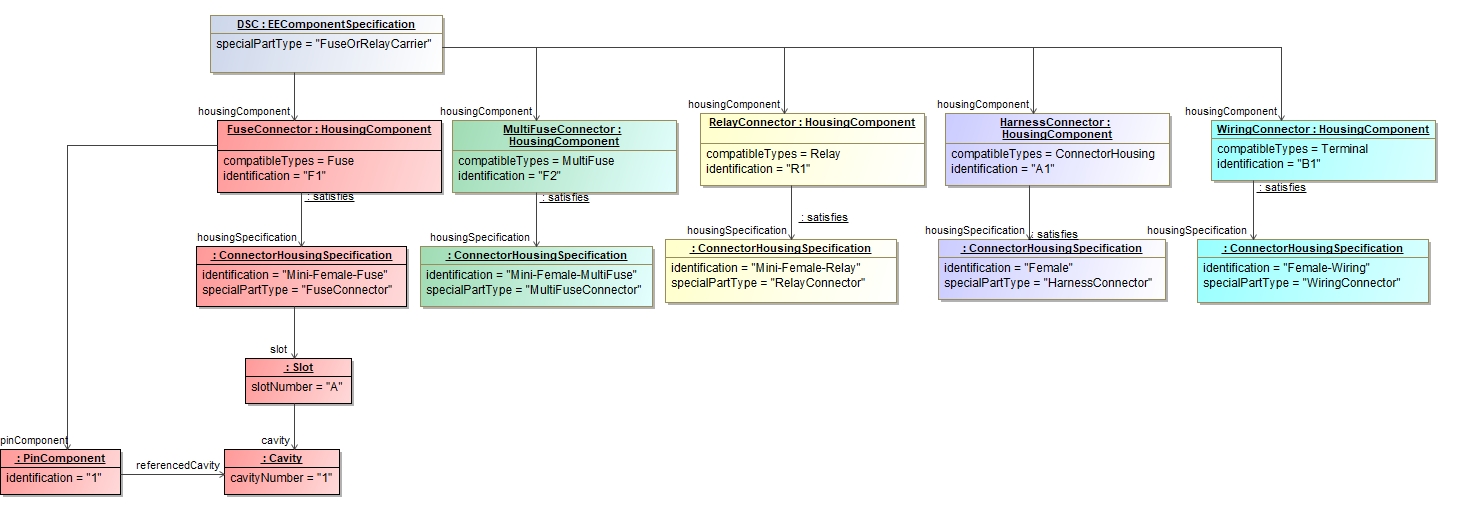 DSC : EEComponentSpecification
specialPartType = "FuseOrRelayCarrier"
housingComponent
housingComponent
housingComponent
housingComponent
housingComponent
FuseConnector : HousingComponent
compatibleTypes = Fuse
identification = "F1"
MultiFuseConnector :
HousingComponent
compatibleTypes = MultiFuse
identification = "F2"
RelayConnector : HousingComponent
compatibleTypes = Relay
identification = "R1"
HarnessConnector :
HousingComponent
compatibleTypes = ConnectorHousing
identification = "A1"
WiringConnector : HousingComponent
compatibleTypes = Terminal
identification = "B1"
: satisfies
: satisfies
: satisfies
: satisfies
: satisfies
housingSpecification
housingSpecification
housingSpecification
housingSpecification
housingSpecification
: ConnectorHousingSpecification
identification = "Mini-Female-Fuse"
specialPartType = "FuseConnector"
: ConnectorHousingSpecification
identification = "Mini-Female-MultiFuse"
specialPartType = "MultiFuseConnector"
: ConnectorHousingSpecification
identification = "Mini-Female-Relay"
specialPartType = "RelayConnector"
: ConnectorHousingSpecification
identification = "Female"
specialPartType = "HarnessConnector"
: ConnectorHousingSpecification
identification = "Female-Wiring"
specialPartType = "WiringConnector"
slot
: Slot
slotNumber = "A"
pinComponent
cavity
: PinComponent
identification = "1"
referencedCavity
: Cavity
cavityNumber = "1"